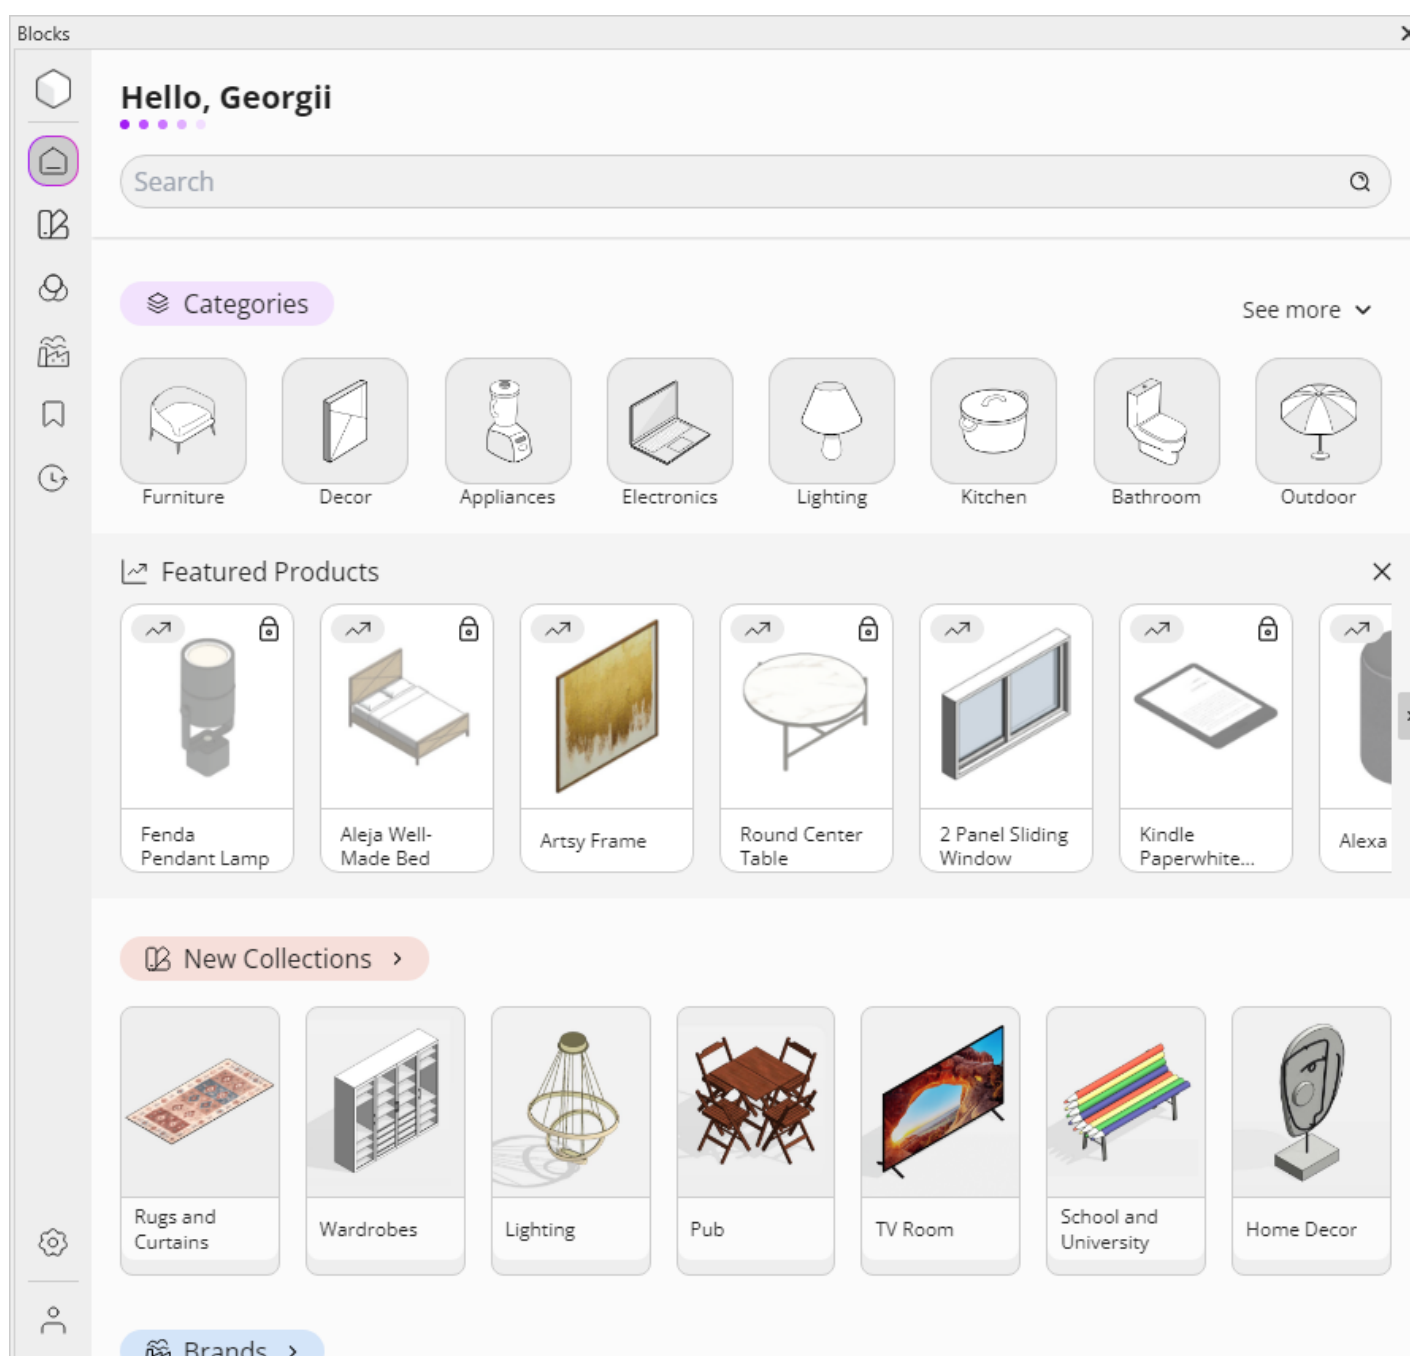 Blocks
Hello, Georgii
Search
Categories
See more
Furniture
Decor
Appliances
Electronics
Lighting
Kitchen
Bathroom
Outdoor
Featured Products
Fenda
Pendant Lamp
Aleja Well-
Made Bed
Artsy Frame
Round Center
Table
2 Panel Sliding
Window
Kindle
Paperwhite...
Alexa
New Collections
Rugs and
Curtains
Wardrobes
Lighting
Pub
TV Room
School and
University
Home Decor
Brands